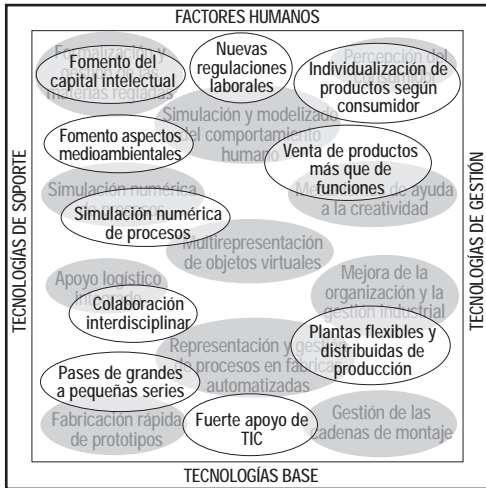 FACTORES HUMANOS
Formalización y
materias regladas
Fomento del
capital intelectual
Nuevas
regulaciones
laborales
Percepción del
consumidor
Individualización de
productos según
consumidor
Simulación y modelizado
del comportamiento
humano
Fomento aspectos
medioambientales
Venta de productos
más que de
funciones
de ayuda
a la creatividad
Simulación numérica
de procesos
Simulación numérica
de procesos
Multirepresentación
de objetos virtuales
Apoyo logístico
Colaboración
interdisciplinar
Mejora de la
organización y la
gestión industrial
Plantas flexibles y
distribuidas de
producción
Representación y gestión
de procesos en fábricas
automatizadas
Pases de grandes
a pequeñas series
Fabricación rápida
de prototipos
Fuerte apoyo de
TIC
Gestión de las
cadenas de montaje
TECNOLOGÍAS DE SOPORTE
TECNOLOGÍAS DE GESTIÓN
TECNOLOGÍAS BASE